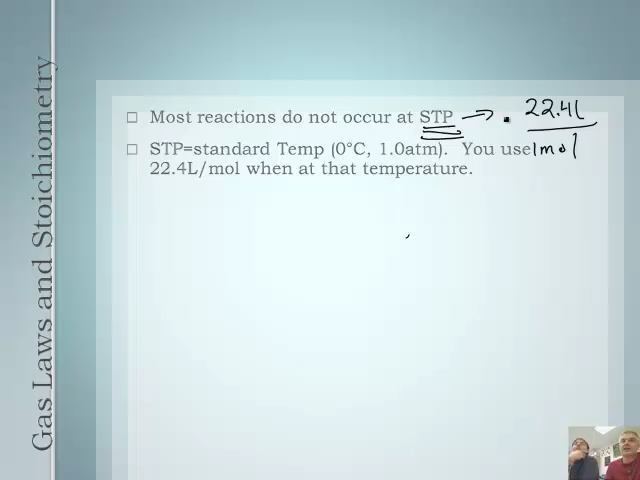 Gas Laws and Stoichiometry
Most reactions do not occur at STP → 22.4L
STP=standard Temp (0°C, 1.0atm). You use 1mol
22.4L/mol when at that temperature.